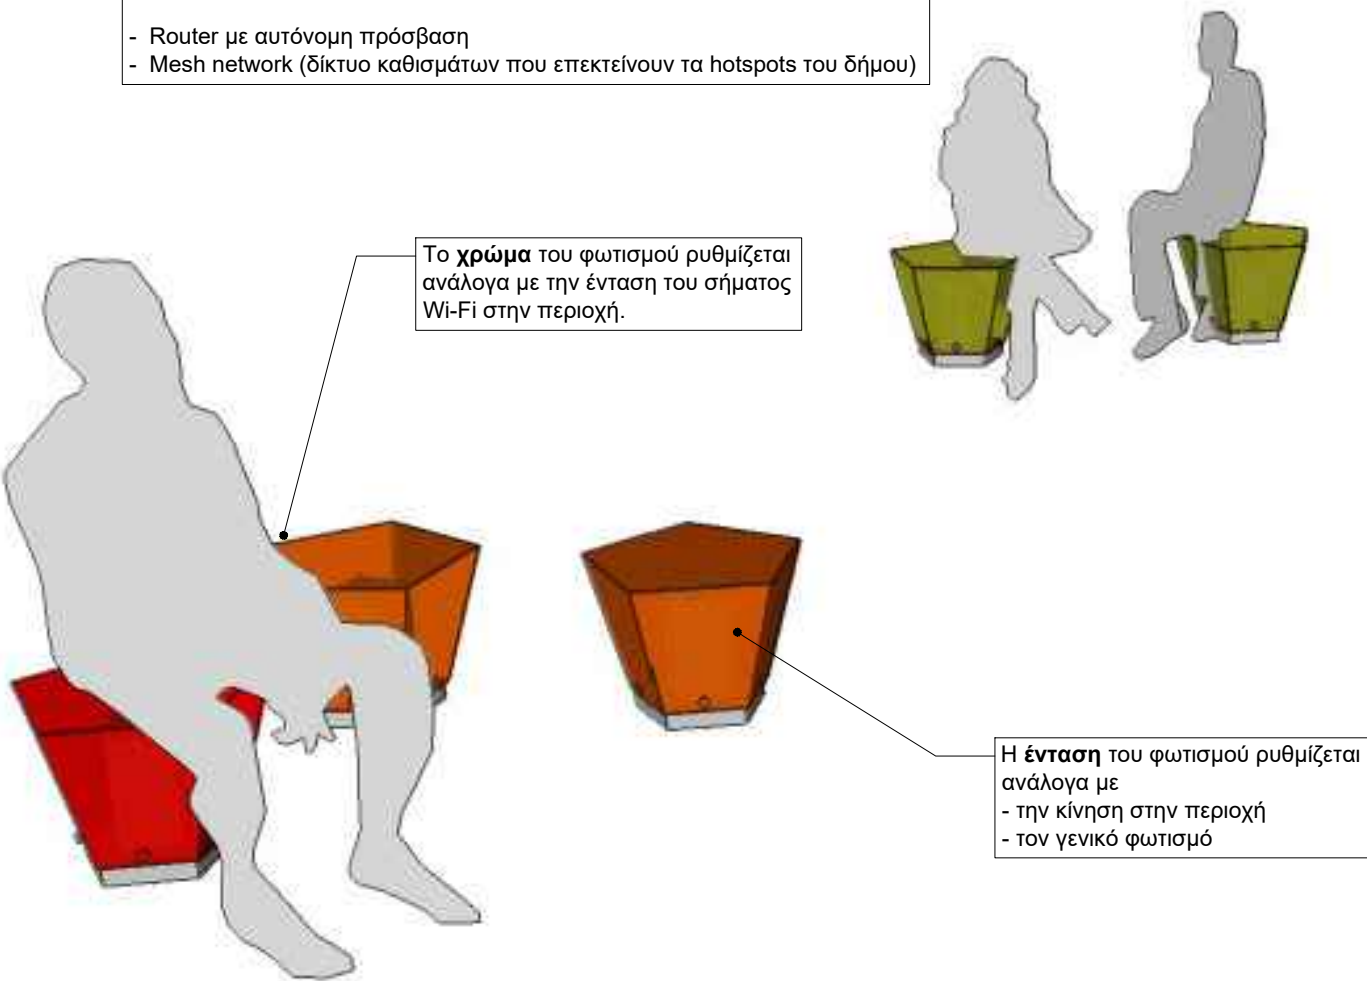 - Router με αυτόνομη πρόσβαση
- Mesh network (δίκτυο καθισμάτων που επεκτείνουν τα hotspots του δήμου)
Το χρώμα του φωτισμού ρυθμίζεται
ανάλογα με την ένταση του σήματος
Wi-Fi στην περιοχή.
Η ένταση του φωτισμού ρυθμίζεται
ανάλογα με
- την κίνηση στην περιοχή
- τον γενικό φωτισμό